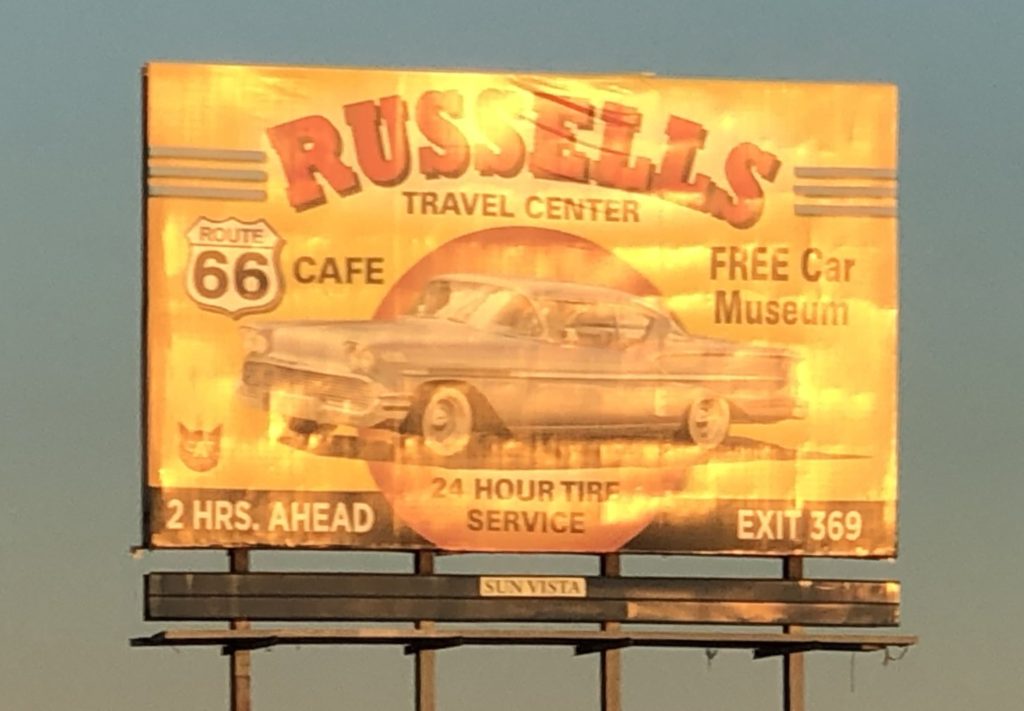 RUSSELLS
TRAVEL CENTER
ROUTE
66
CAFE
FREE Car
Museum
24 HOUR TIRE
SERVICE
2 HRS. AHEAD
EXIT 369
SUN VISTA